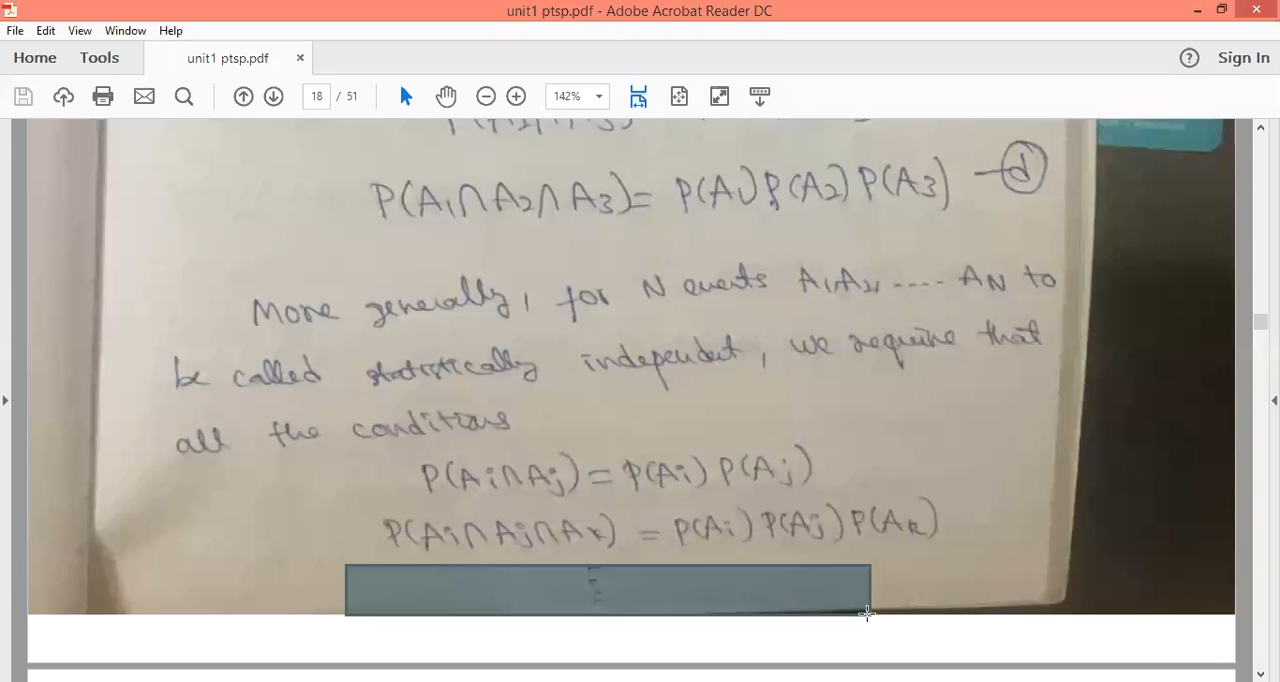 unit1 ptsp.pdf - Adobe Acrobat Reader DC
File Edit View Window Help
Home Tools unit1 ptsp.pdf × Sign In
18 / 51 142%
P(A1∩A2∩A3)= P(A1)P(A2)P(A3) —ⓓ
More generally, for N events A1,A2, .... AN to
be called statistically independent, we require that
all the conditions
P(Ai∩Aj)=P(Ai) P(Aj)
P(Ai∩Aj∩Ak) = P(Ai) P(Aj) P(Ak)